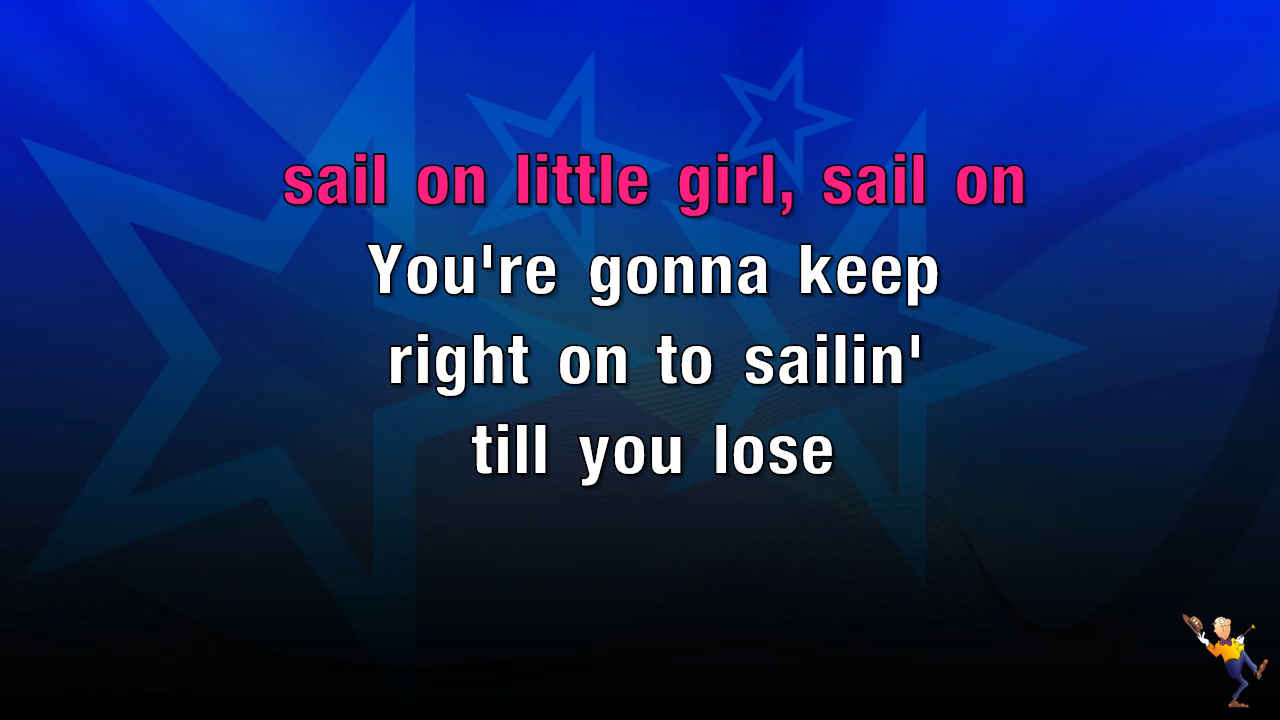 sail on little girl, sail on
You're gonna keep
right on to sailin'
till you lose